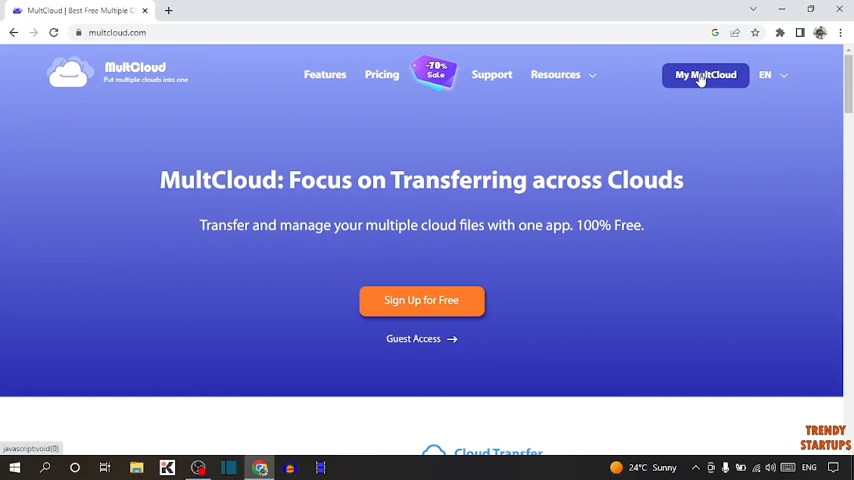 MultCloud | Best Free Multiple C
multcloud.com
MultCloud
Put multiple clouds into one
Features
Pricing
-70%
Sale
Support
Resources
My MultCloud
EN
MultCloud: Focus on Transferring across Clouds
Transfer and manage your multiple cloud files with one app. 100% Free.
Sign Up for Free
Guest Access →
Cloud Transfer
TRENDY
STARTUPS
javascript:void(0)
24°C Sunny
ENG